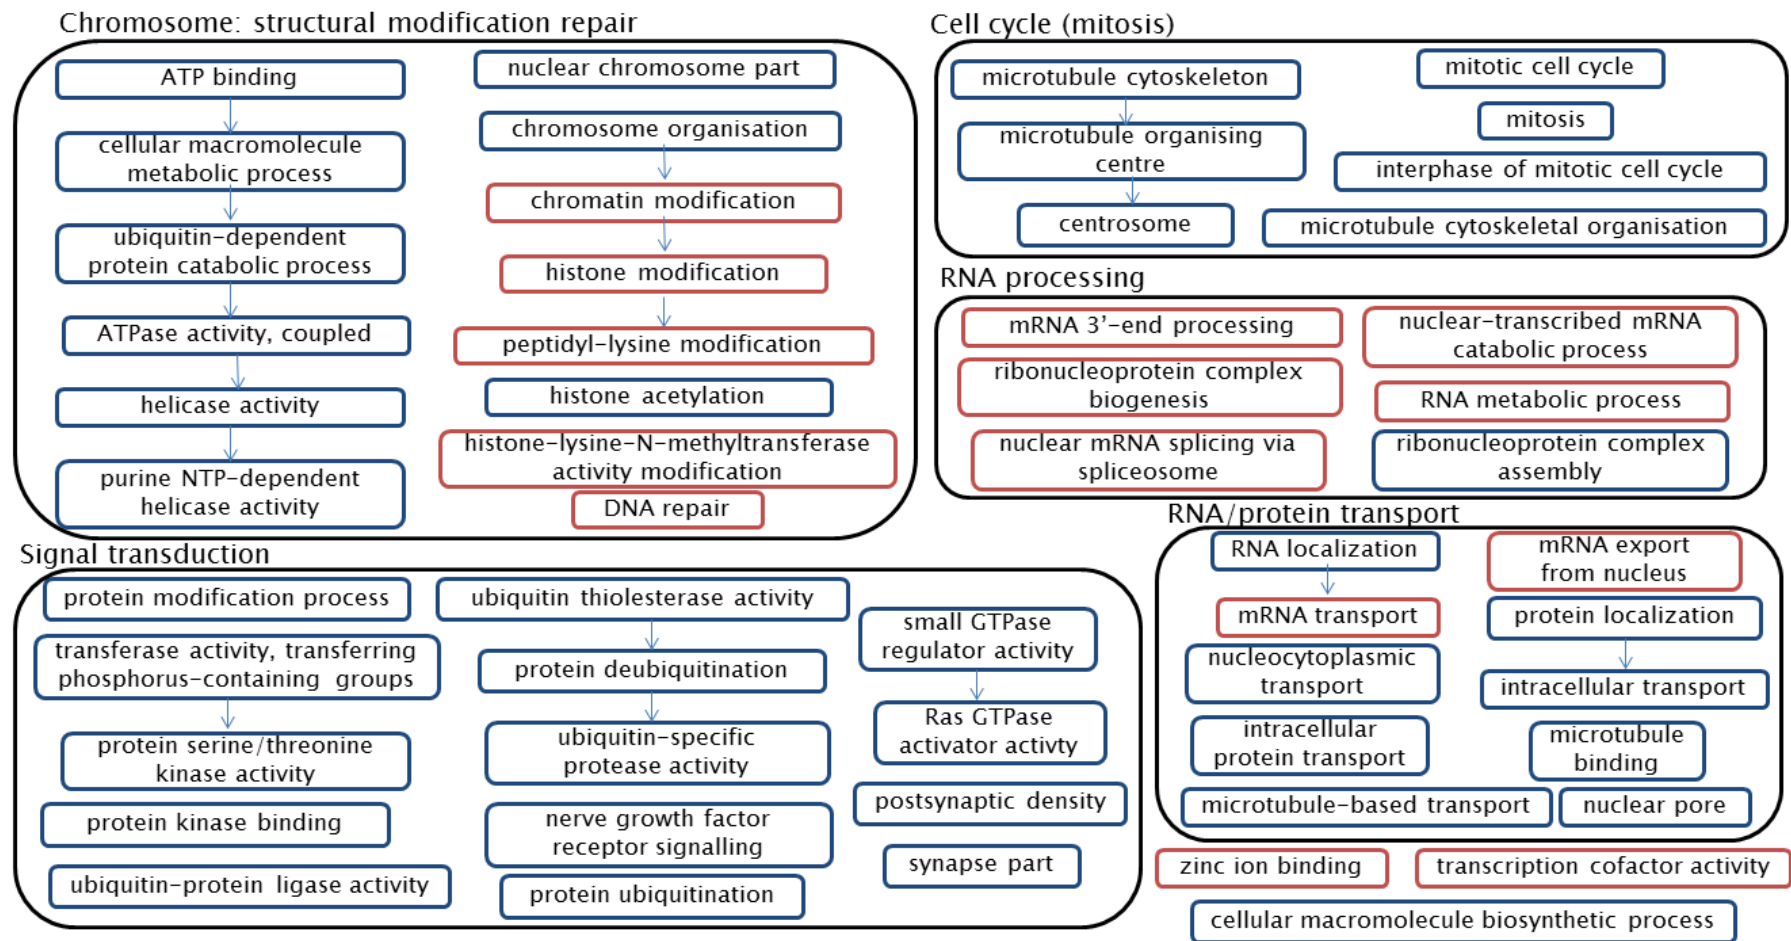 Chromosome: structural modification repair
ATP binding
cellular macromolecule
metabolic process
ubiquitin-dependent
protein catabolic process
ATPase activity, coupled
helicase activity
purine NTP-dependent
helicase activity
nuclear chromosome part
chromosome organisation
chromatin modification
histone modification
peptidyl-lysine modification
histone acetylation
histone-lysine-N-methyltransferase
activity modification
DNA repair
Cell cycle (mitosis)
microtubule cytoskeleton
microtubule organising
centre
centrosome
mitotic cell cycle
mitosis
interphase of mitotic cell cycle
microtubule cytoskeletal organisation
RNA processing
mRNA 3’-end processing
ribonucleoprotein complex
biogenesis
nuclear mRNA splicing via
spliceosome
nuclear-transcribed mRNA
catabolic process
RNA metabolic process
ribonucleoprotein complex
assembly
Signal transduction
protein modification process
transferase activity, transferring
phosphorus-containing groups
protein serine/threonine
kinase activity
protein kinase binding
ubiquitin-protein ligase activity
ubiquitin thiolesterase activity
protein deubiquitination
ubiquitin-specific
protease activity
nerve growth factor
receptor signalling
protein ubiquitination
small GTPase
regulator activity
Ras GTPase
activator activty
postsynaptic density
synapse part
RNA/protein transport
RNA localization
mRNA transport
nucleocytoplasmic
transport
intracellular
protein transport
microtubule-based transport
mRNA export
from nucleus
protein localization
intracellular transport
microtubule
binding
nuclear pore
zinc ion binding
transcription cofactor activity
cellular macromolecule biosynthetic process